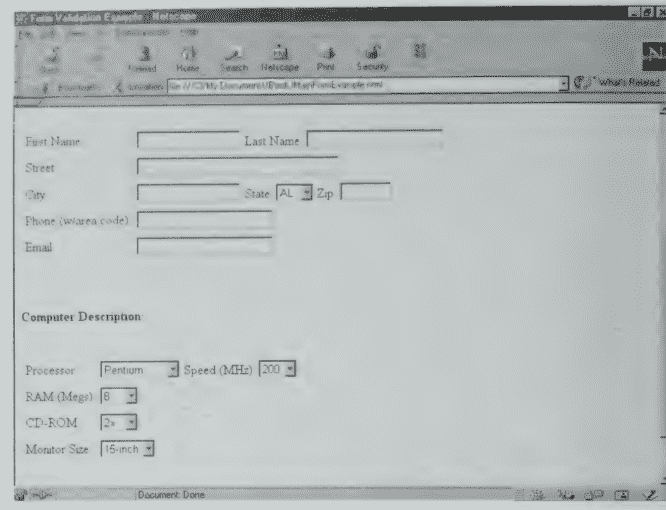 Form Validation Example - Netscape
Home Search Netscape Print Security
Location What's Related
First Name Last Name
Street
City State AL Zip
Phone (w/area code)
Email
Computer Description
Processor Pentium Speed (MHz) 200
RAM (Megs) 8
CD-ROM 2x
Monitor Size 15-inch
Document: Done